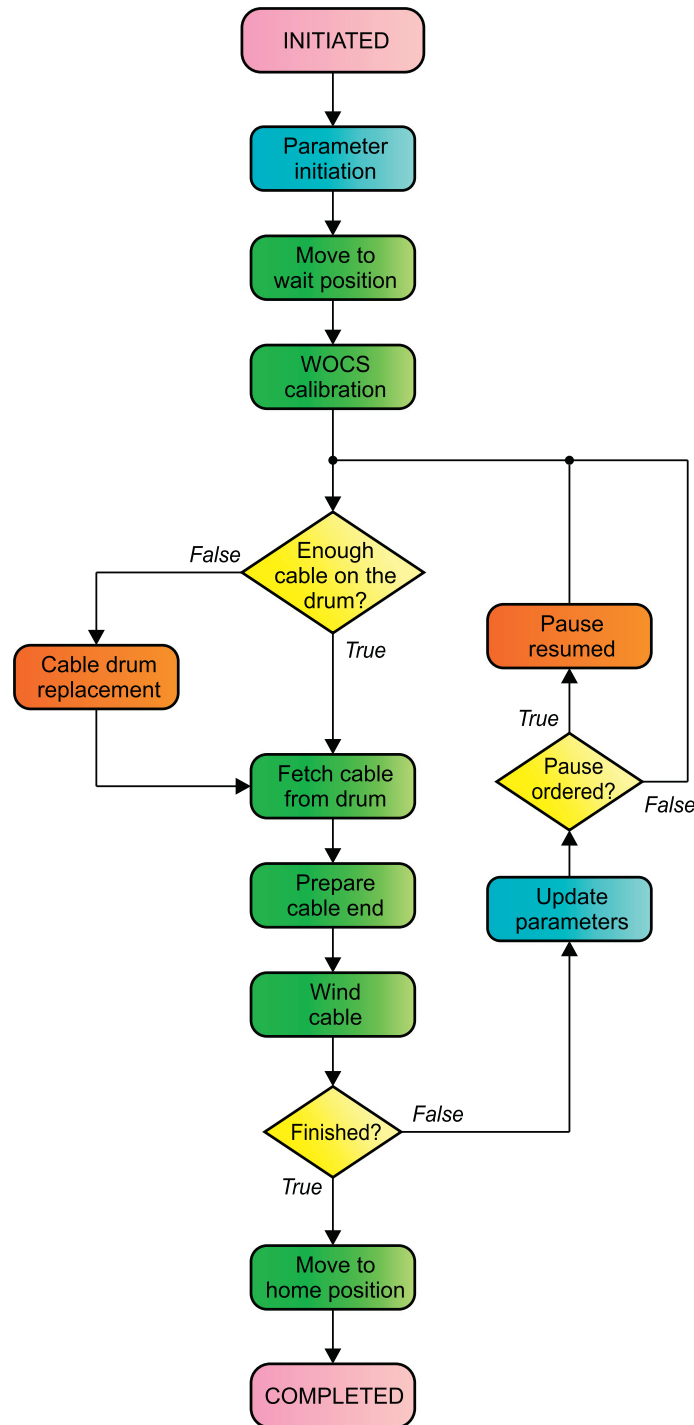 INITIATED
Parameter
initiation
Move to
wait position
WOCS
calibration
Enough
cable on the
drum?
False
True
Cable drum
replacement
Pause
resumed
True
Pause
ordered?
False
Fetch cable
from drum
Prepare
cable end
Update
parameters
Wind
cable
Finished?
False
True
Move to
home position
COMPLETED